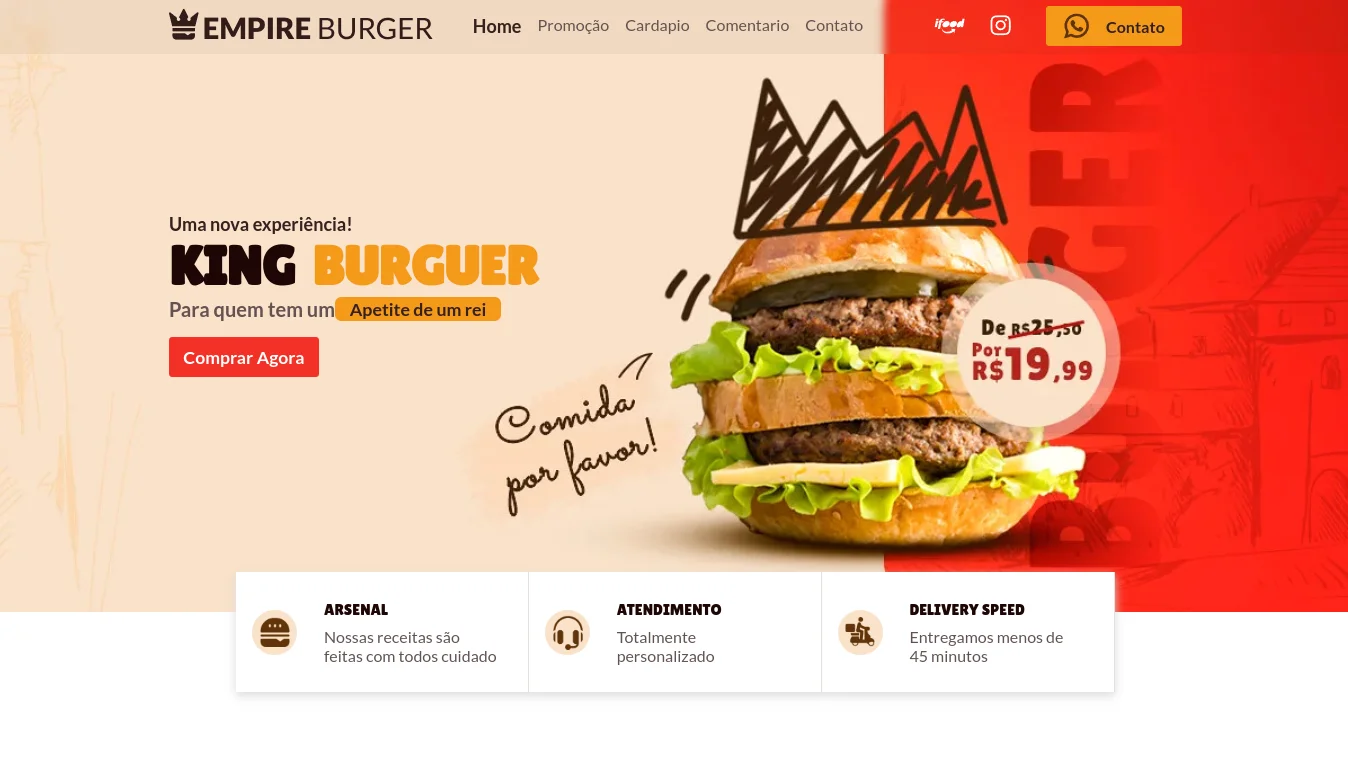 EMPIRE BURGER
Home Promoção Cardapio Comentario Contato
ifood
Contato
BURGER
Uma nova experiência!
KING BURGUER
Para quem tem um Apetite de um rei
Comprar Agora
Comida
por favor!
De R$25,50
Por
R$19,99
ARSENAL
Nossas receitas são
feitas com todos cuidado
ATENDIMENTO
Totalmente
personalizado
DELIVERY SPEED
Entregamos menos de
45 minutos